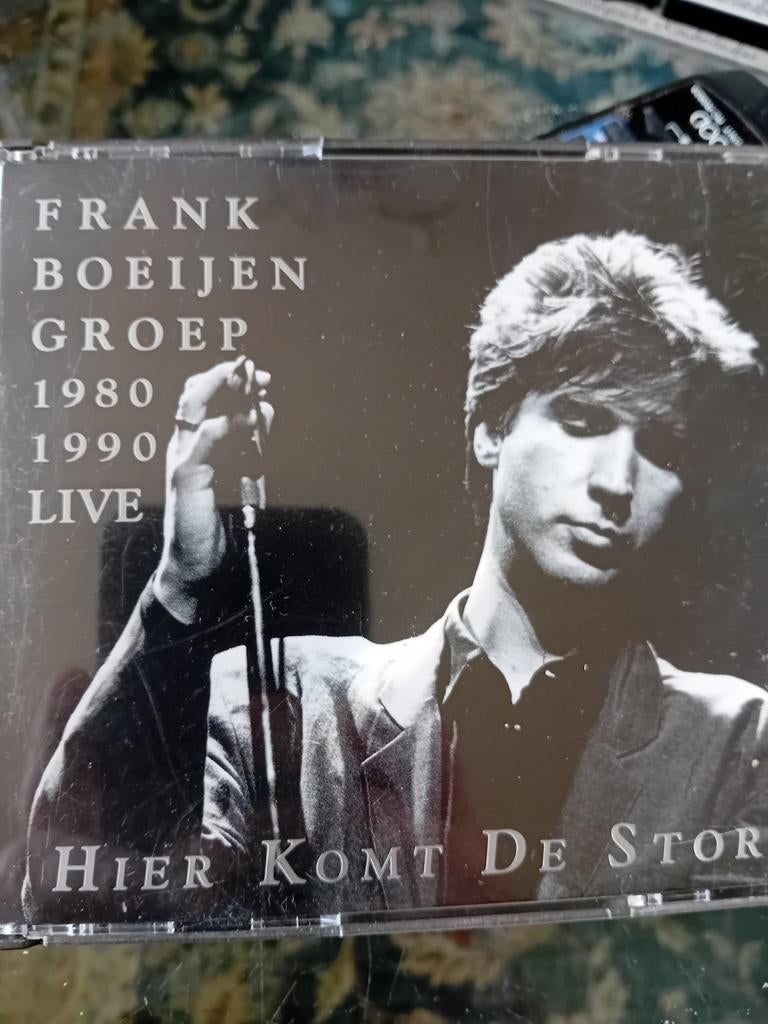 FRANK
BOEIJEN
GROEP
1980
1990
LIVE
HIER KOMT DE STOR